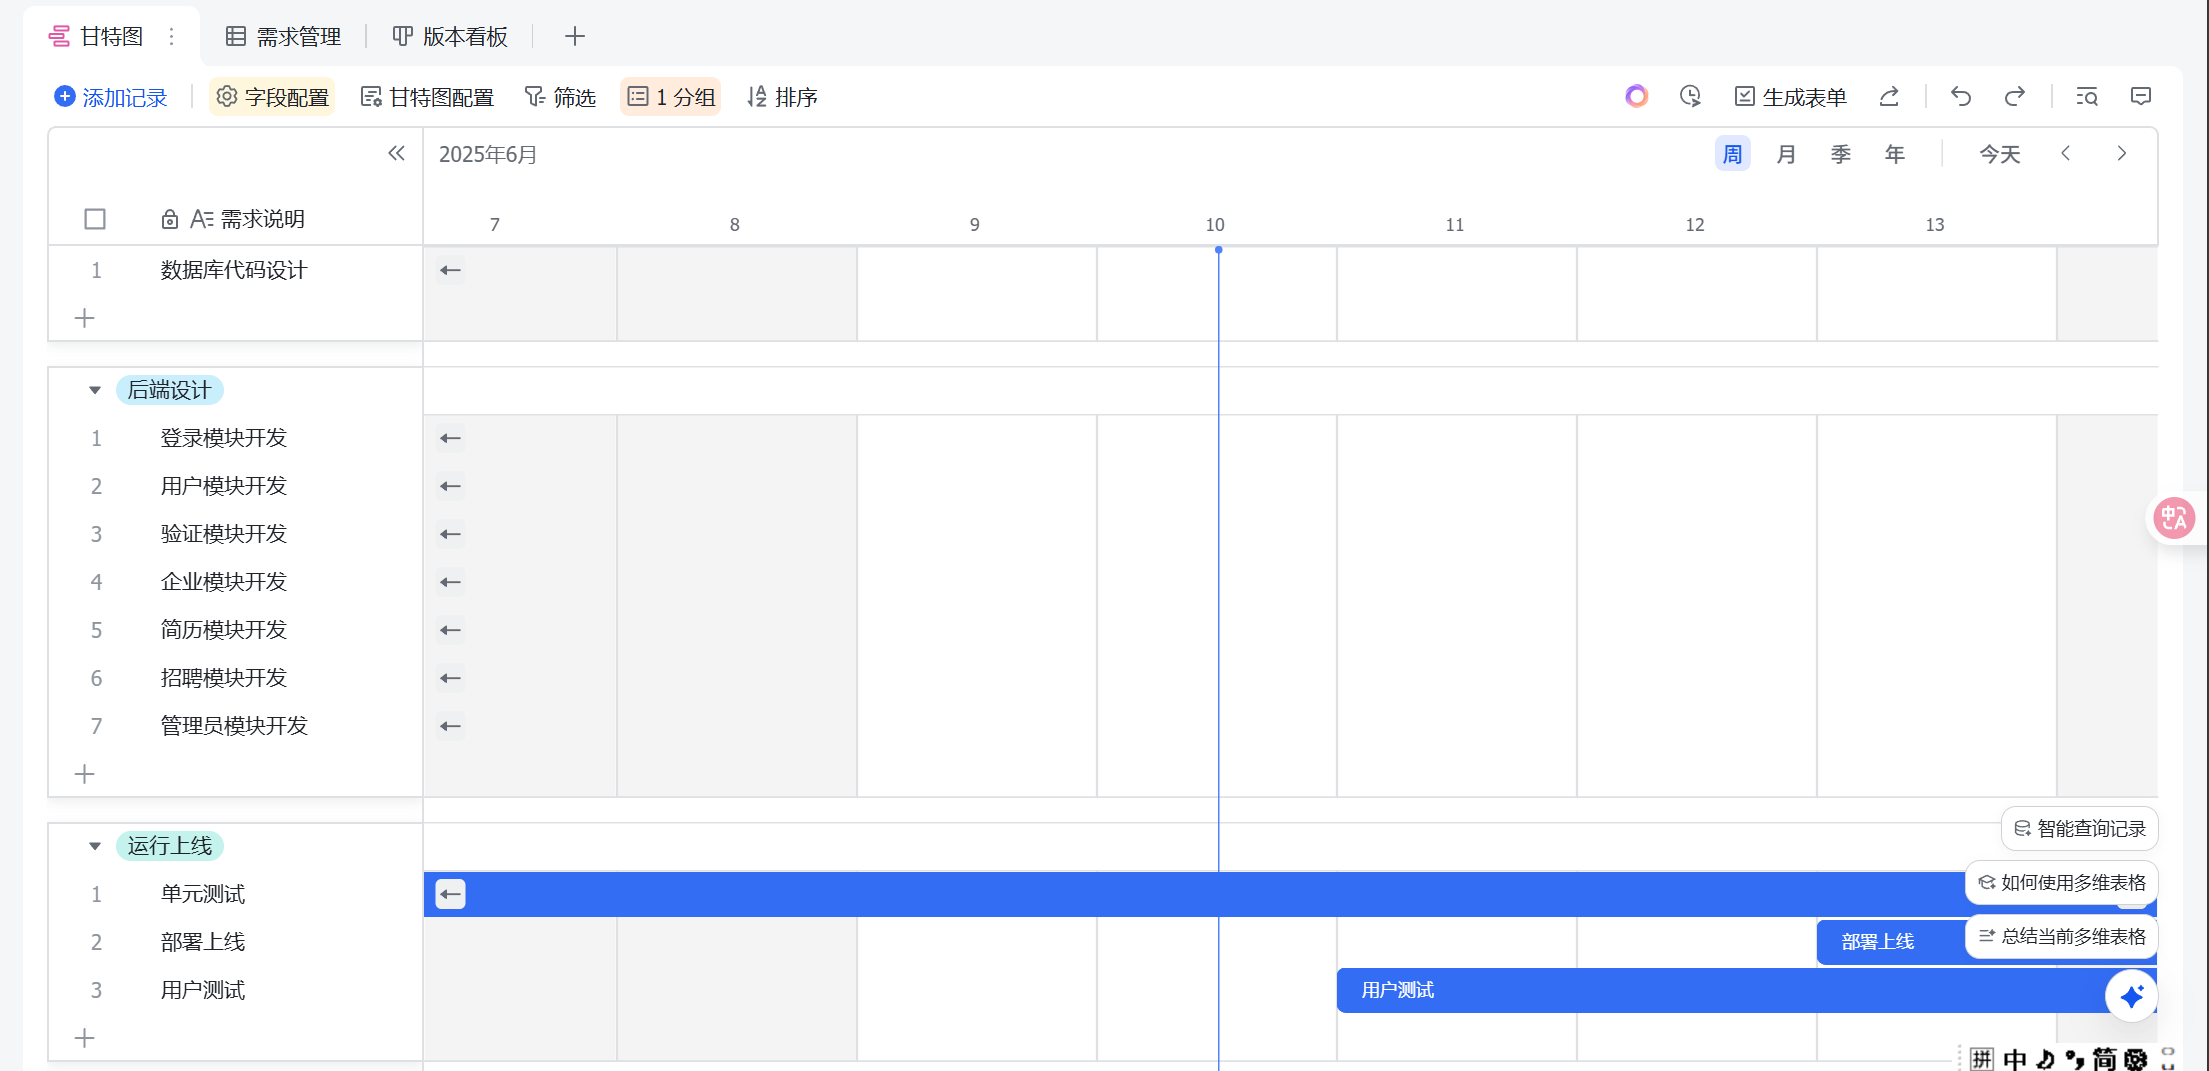 甘特图
需求管理
版本看板
添加记录
字段配置
甘特图配置
筛选
1 分组
排序
生成表单
2025年6月
周
月
季
年
今天
需求说明
7
8
9
10
11
12
13
1 数据库代码设计
后端设计
1 登录模块开发
2 用户模块开发
3 验证模块开发
4 企业模块开发
5 简历模块开发
6 招聘模块开发
7 管理员模块开发
智能查询记录
运行上线
1 单元测试
如何使用多维表格
2 部署上线
部署上线
总结当前多维表格
3 用户测试
用户测试
拼 中 简